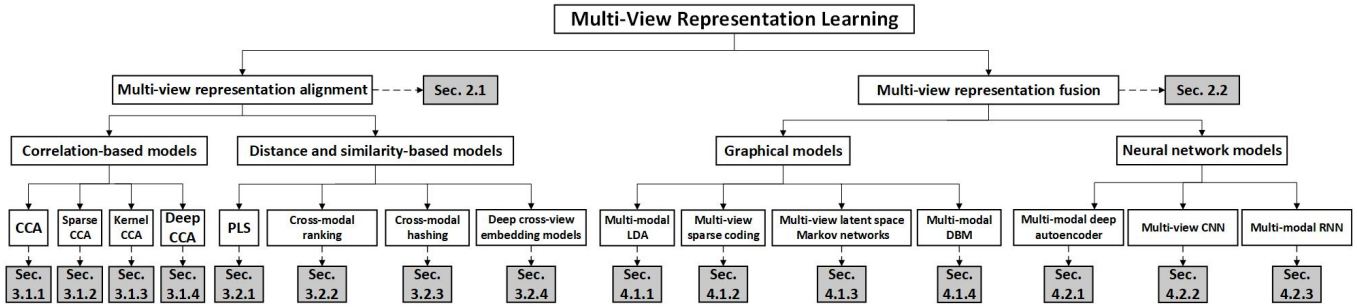 Multi-View Representation Learning
Multi-view representation alignment
Sec. 2.1
Multi-view representation fusion
Sec. 2.2
Correlation-based models
Distance and similarity-based models
Graphical models
Neural network models
CCA
Sparse
CCA
Kernel
CCA
Deep
CCA
PLS
Cross-modal
ranking
Cross-modal
hashing
Deep cross-view
embedding models
Multi-modal
LDA
Multi-view
sparse coding
Multi-view latent space
Markov networks
Multi-modal
DBM
Multi-modal deep
autoencoder
Multi-view CNN
Multi-modal RNN
Sec.
3.1.1
Sec.
3.1.2
Sec.
3.1.3
Sec.
3.1.4
Sec.
3.2.1
Sec.
3.2.2
Sec.
3.2.3
Sec.
3.2.4
Sec.
4.1.1
Sec.
4.1.2
Sec.
4.1.3
Sec.
4.1.4
Sec.
4.2.1
Sec.
4.2.2
Sec.
4.2.3